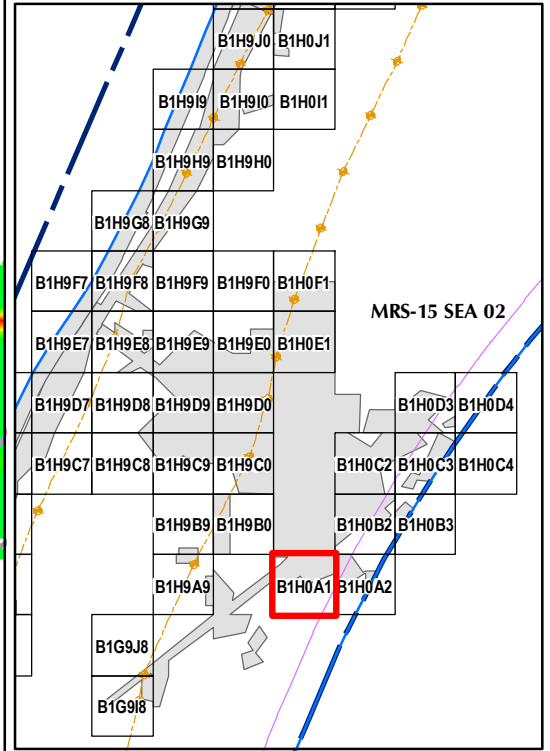 B1H9J0 B1H0J1
B1H9I9 B1H9I0 B1H0I1
B1H9H9 B1H9H0
B1H9G8 B1H9G9
B1H9F7 B1H9F8 B1H9F9 B1H9F0 B1H0F1
MRS-15 SEA 02
B1H9E7 B1H9E8 B1H9E9 B1H9E0 B1H0E1
B1H9D7 B1H9D8 B1H9D9 B1H9D0 B1H0D3 B1H0D4
B1H9C7 B1H9C8 B1H9C9 B1H9C0 B1H0C2 B1H0C3 B1H0C4
B1H9B9 B1H9B0 B1H0B2 B1H0B3
B1H9A9 B1H0A1 B1H0A2
B1G9J8
B1G9I8